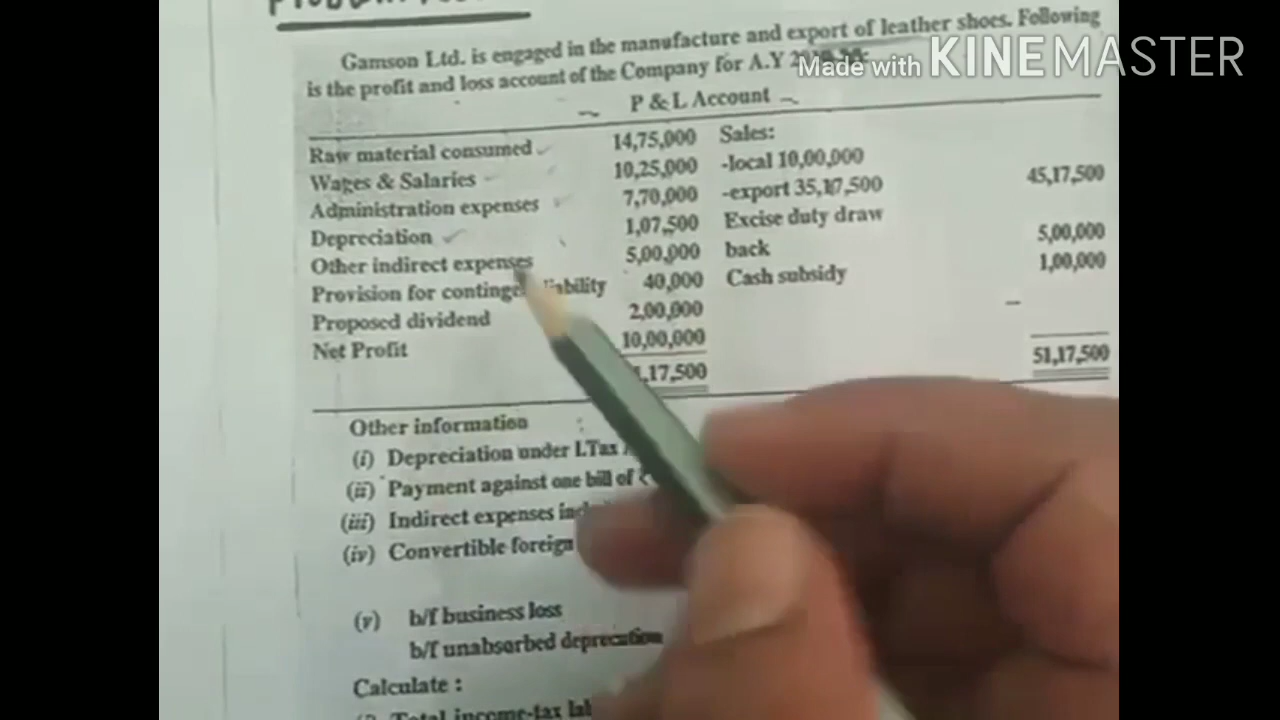 Made with KINEMASTER
Gamson Ltd. is engaged in the manufacture and export of leather shoes. Following
is the profit and loss account of the Company for A.Y
P & L Account
Raw material consumed 14,75,000 Sales:
Wages & Salaries 10,25,000 -local 10,00,000
Administration expenses 7,70,000 -export 35,17,500 45,17,500
Depreciation 1,07,500 Excise duty draw
Other indirect expenses 5,00,000 back 5,00,000
Provision for liability 40,000 Cash subsidy 1,00,000
Proposed dividend 2,00,000
Net Profit 10,00,000
,17,500 51,17,500
Other information
(i) Depreciation under I.Tax
(ii) Payment against one bill of
(iii) Indirect expenses
(iv) Convertible foreign
(v) b/f business loss
b/f unabsorbed deprecation
Calculate :
Total income-tax